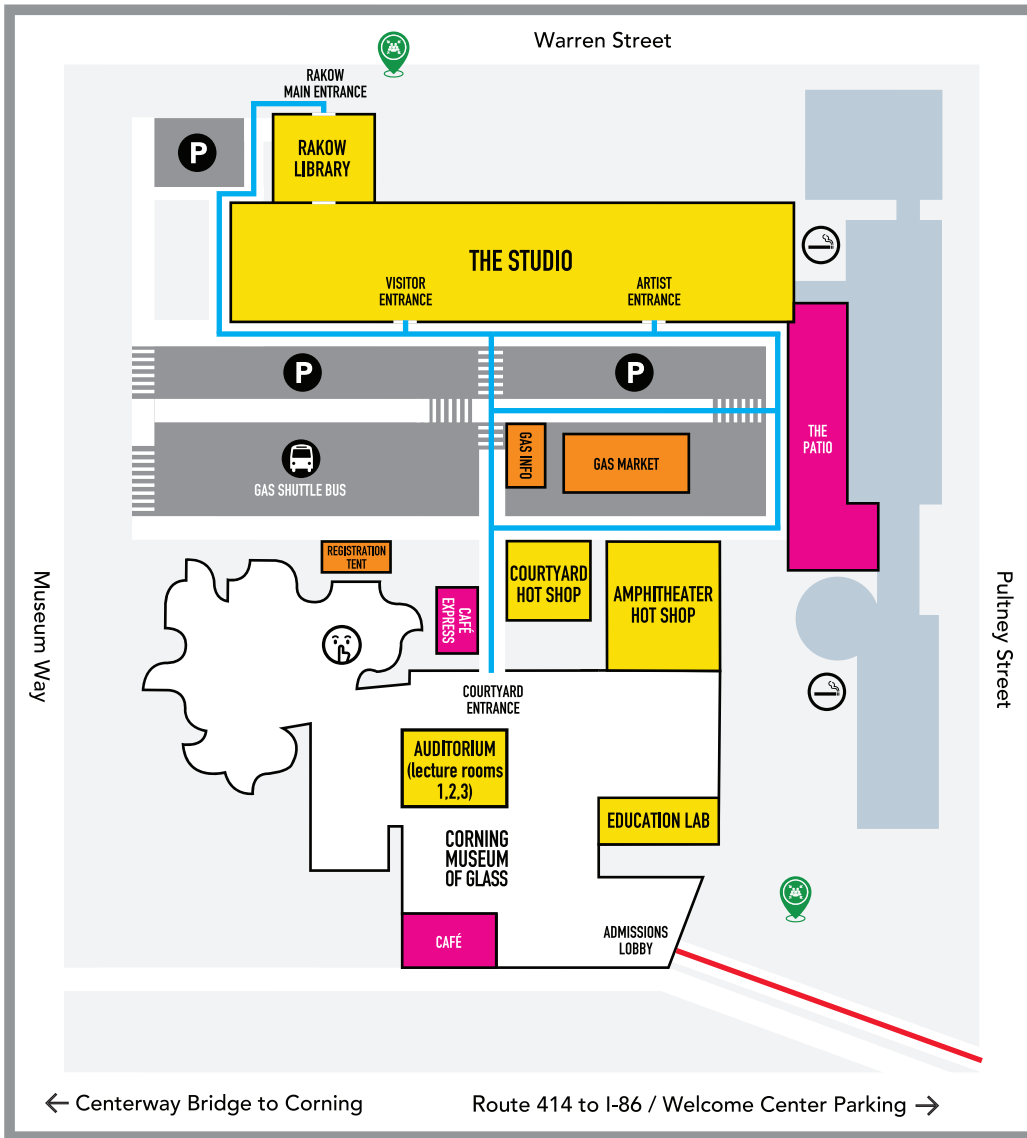 Warren Street
RAKOW
MAIN ENTRANCE
P
RAKOW
LIBRARY
THE STUDIO
VISITOR
ENTRANCE
ARTIST
ENTRANCE
P
P
THE
PATIO
GAS INFO
GAS MARKET
GAS SHUTTLE BUS
REGISTRATION
TENT
COURTYARD
HOT SHOP
AMPHITHEATER
HOT SHOP
CAFÉ
EXPRESS
Museum Way
Pultney Street
COURTYARD
ENTRANCE
AUDITORIUM
(lecture rooms
1,2,3)
EDUCATION LAB
CORNING
MUSEUM
OF GLASS
CAFÉ
ADMISSIONS
LOBBY
← Centerway Bridge to Corning
Route 414 to I-86 / Welcome Center Parking →